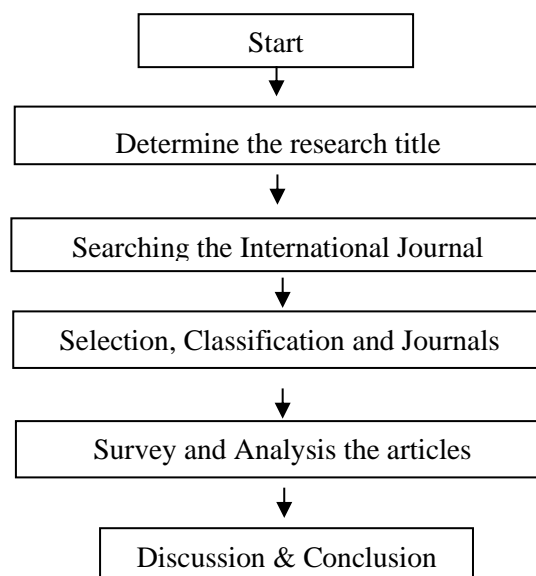 Start
Determine the research title
Searching the International Journal
Selection, Classification and Journals
Survey and Analysis the articles
Discussion & Conclusion